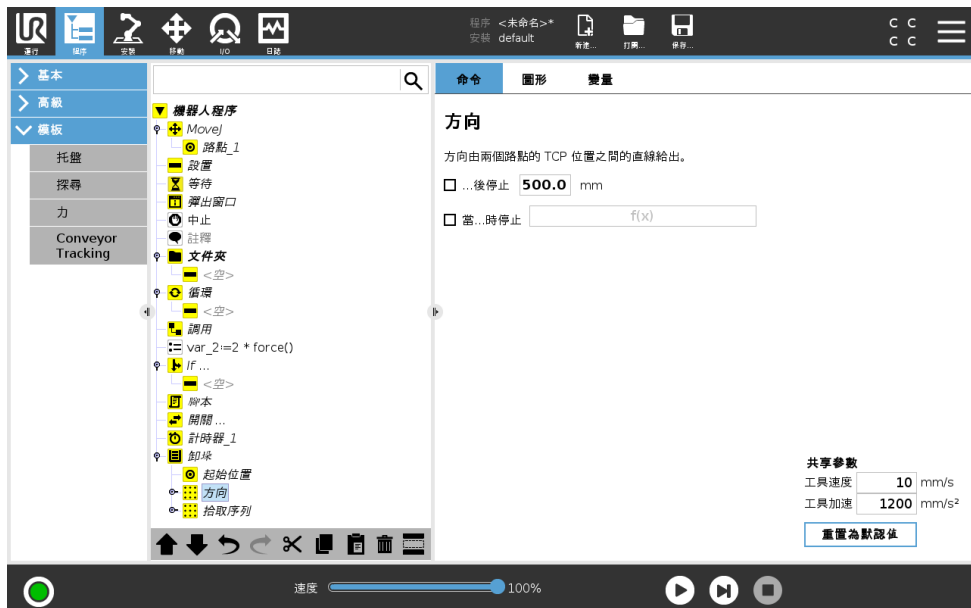 程序 <未命名>*
安裝 default
運行
程序
安裝
移動
I/O
日誌
新建...
打開...
保存...
C C
C C
基本
高級
模板
托盤
探尋
力
Conveyor
Tracking
機器人程序
MoveJ
路點_1
設置
等待
彈出窗口
中止
註釋
文件夾
<空>
循環
<空>
調用
var_2:=2 * force()
If ...
<空>
腳本
開關 ...
計時器_1
卸垛
起始位置
方向
拾取序列
命令 圖形 變量
方向
方向由兩個路點的 TCP 位置之間的直線給出。
...後停止 500.0 mm
當...時停止 f(x)
共享參數
工具速度 10 mm/s
工具加速 1200 mm/s²
重置為默認值
速度 100%